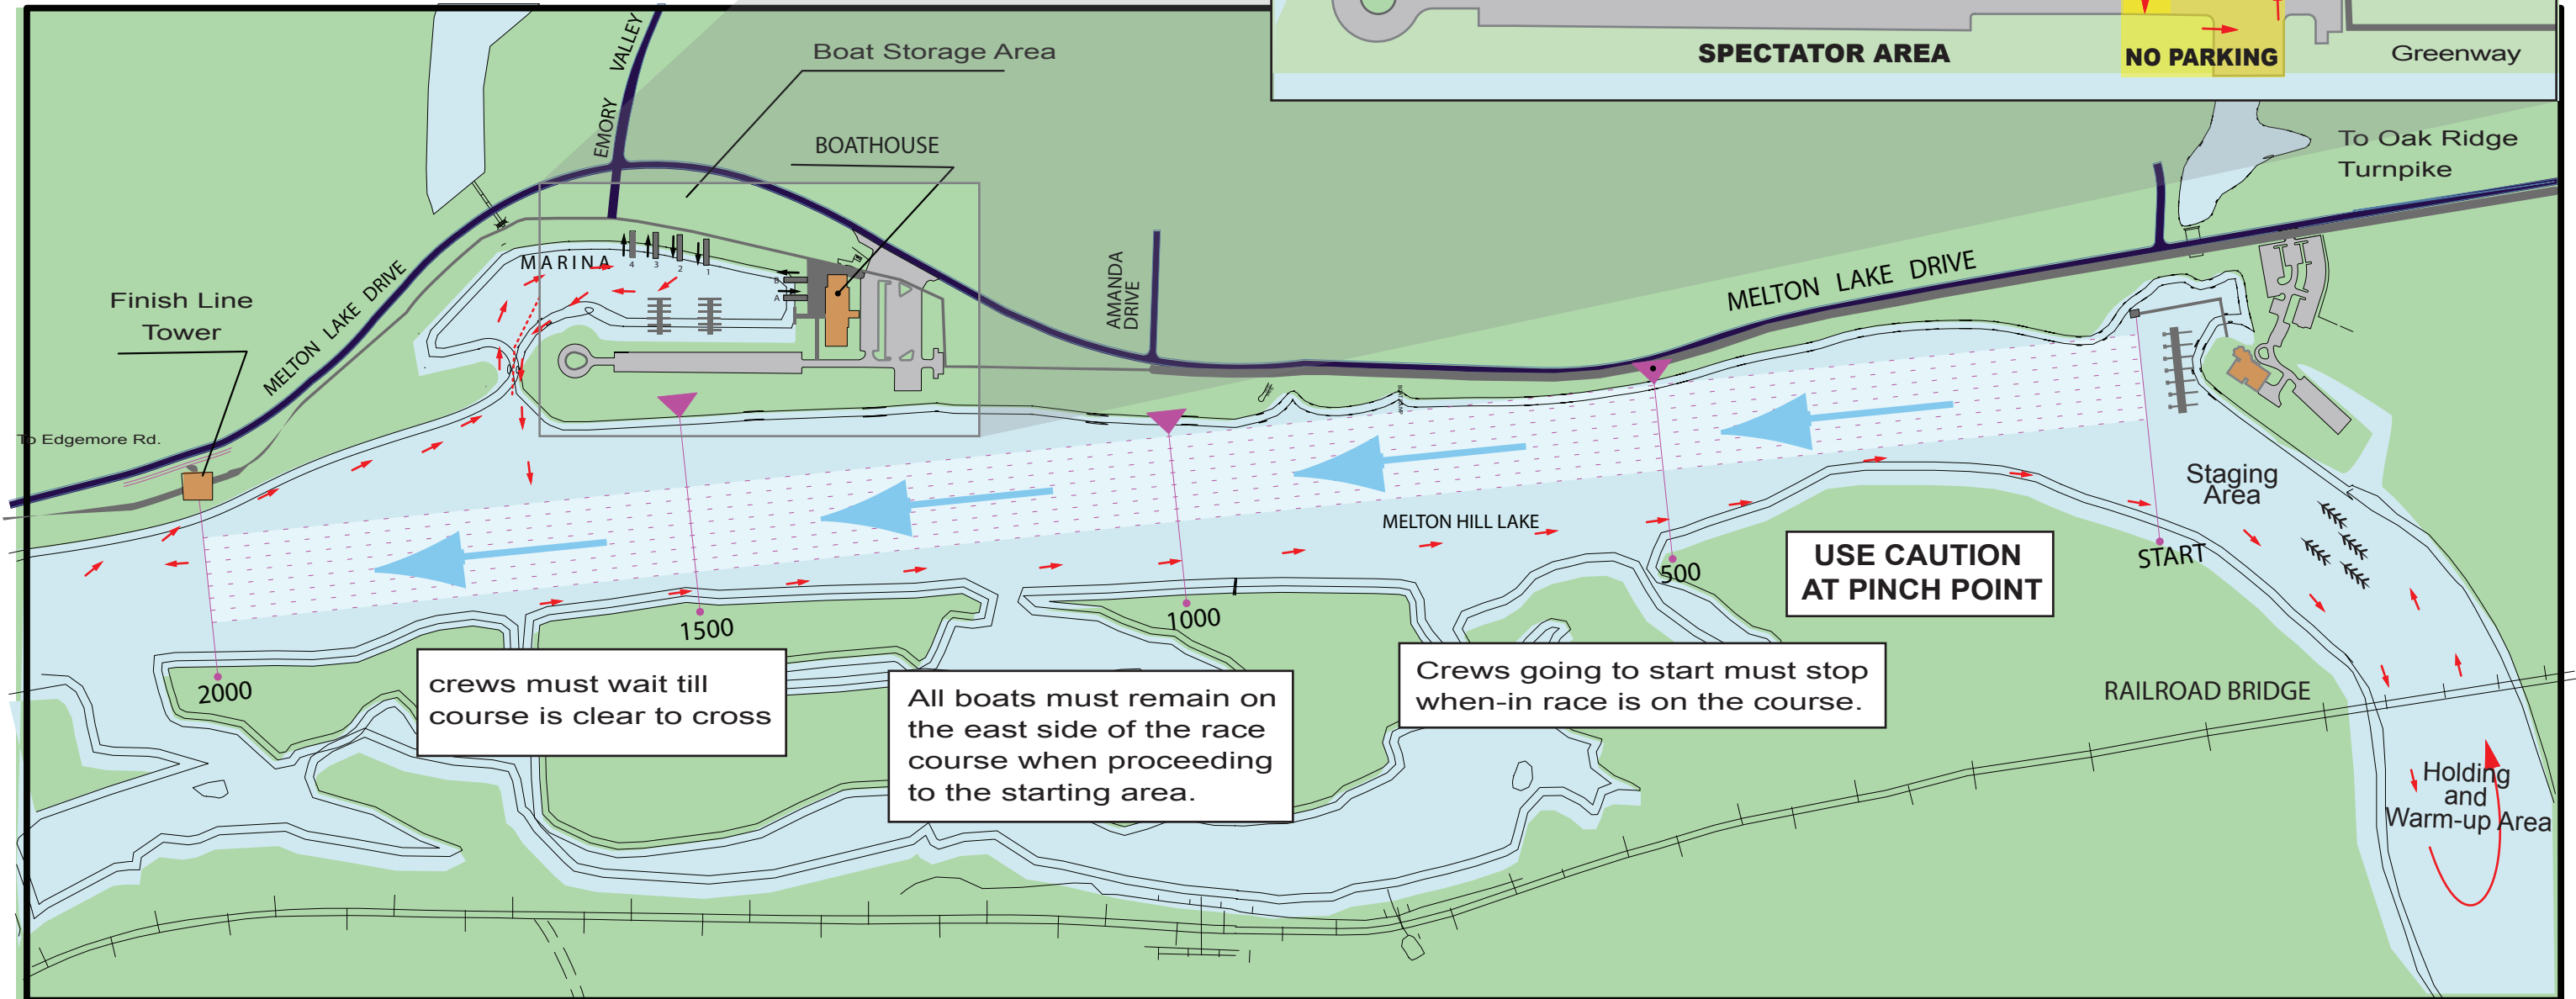 SPECTATOR AREA
NO PARKING
Greenway
Boat Storage Area
EMORY VALLEY
BOATHOUSE
To Oak Ridge
Turnpike
MARINA
4
3
2
1
B
A
Finish Line
Tower
MELTON LAKE DRIVE
AMANDA
DRIVE
MELTON LAKE DRIVE
To Edgemore Rd.
Staging
Area
MELTON HILL LAKE
USE CAUTION
AT PINCH POINT
START
500
1000
1500
2000
crews must wait till
course is clear to cross
All boats must remain on
the east side of the race
course when proceeding
to the starting area.
Crews going to start must stop
when-in race is on the course.
RAILROAD BRIDGE
Holding
and
Warm-up Area